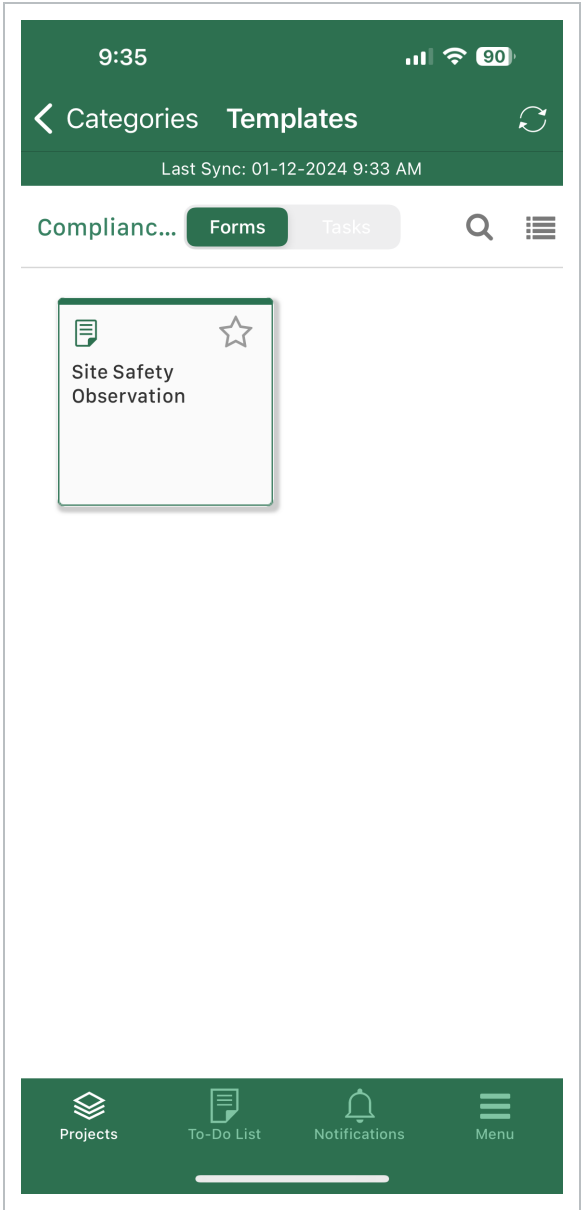 9:35
90
Categories
Templates
Last Sync: 01-12-2024 9:33 AM
Complianc...
Forms
Tasks
Site Safety
Observation
Projects
To-Do List
Notifications
Menu